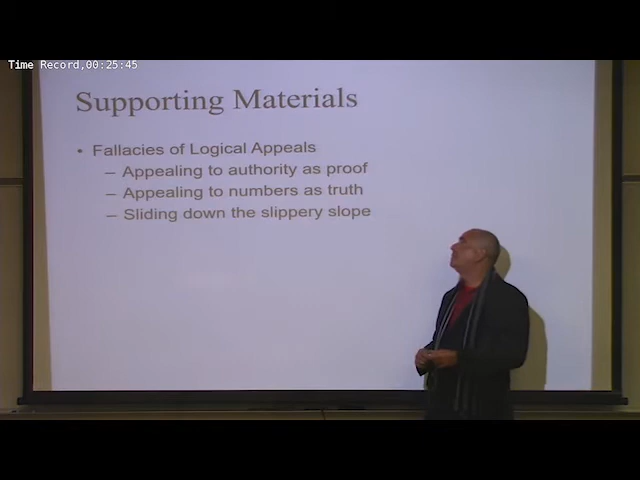 Time Record,00:25:45
Supporting Materials
• Fallacies of Logical Appeals
– Appealing to authority as proof
– Appealing to numbers as truth
– Sliding down the slippery slope